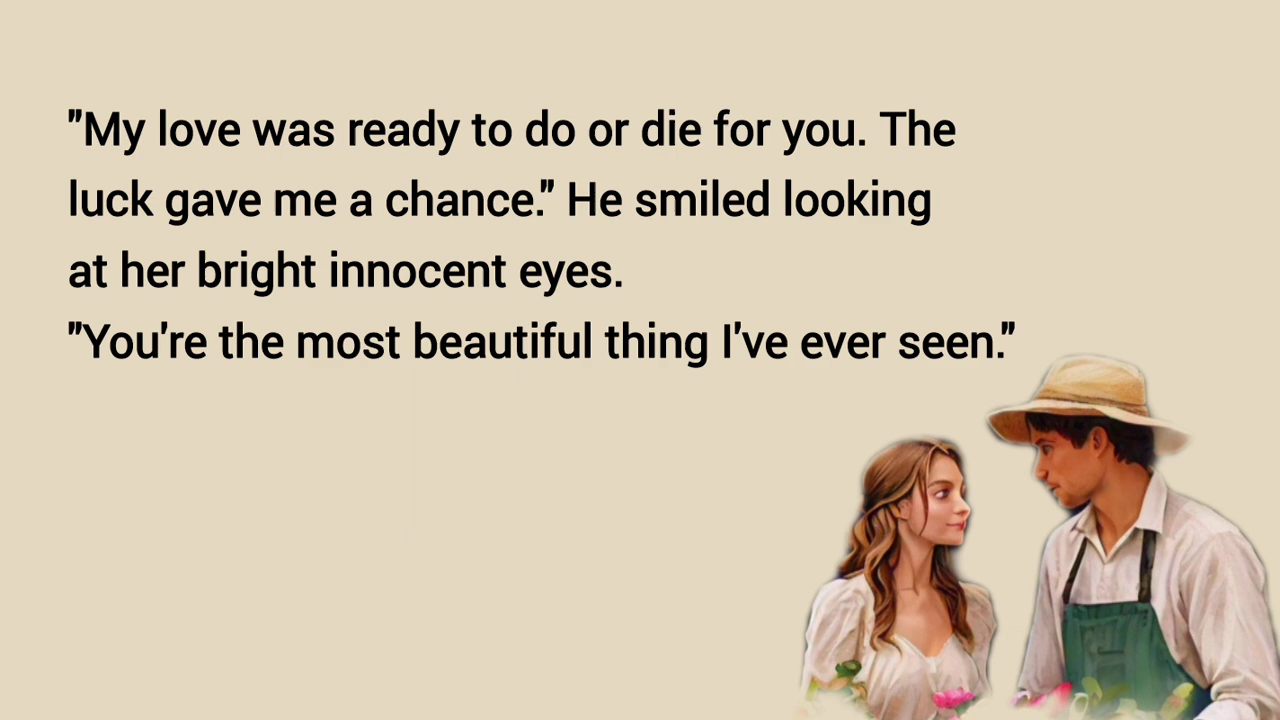 "My love was ready to do or die for you. The
luck gave me a chance." He smiled looking
at her bright innocent eyes.
"You're the most beautiful thing I've ever seen."